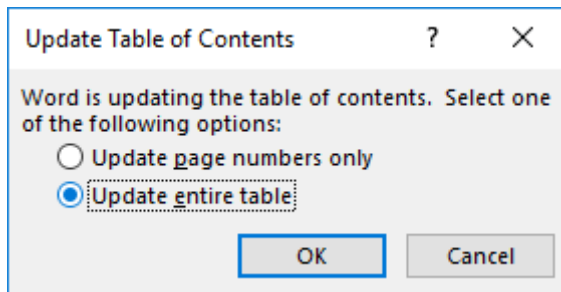 Update Table of Contents ? ×
Word is updating the table of contents. Select one
of the following options:
Update page numbers only
Update entire table
OK Cancel